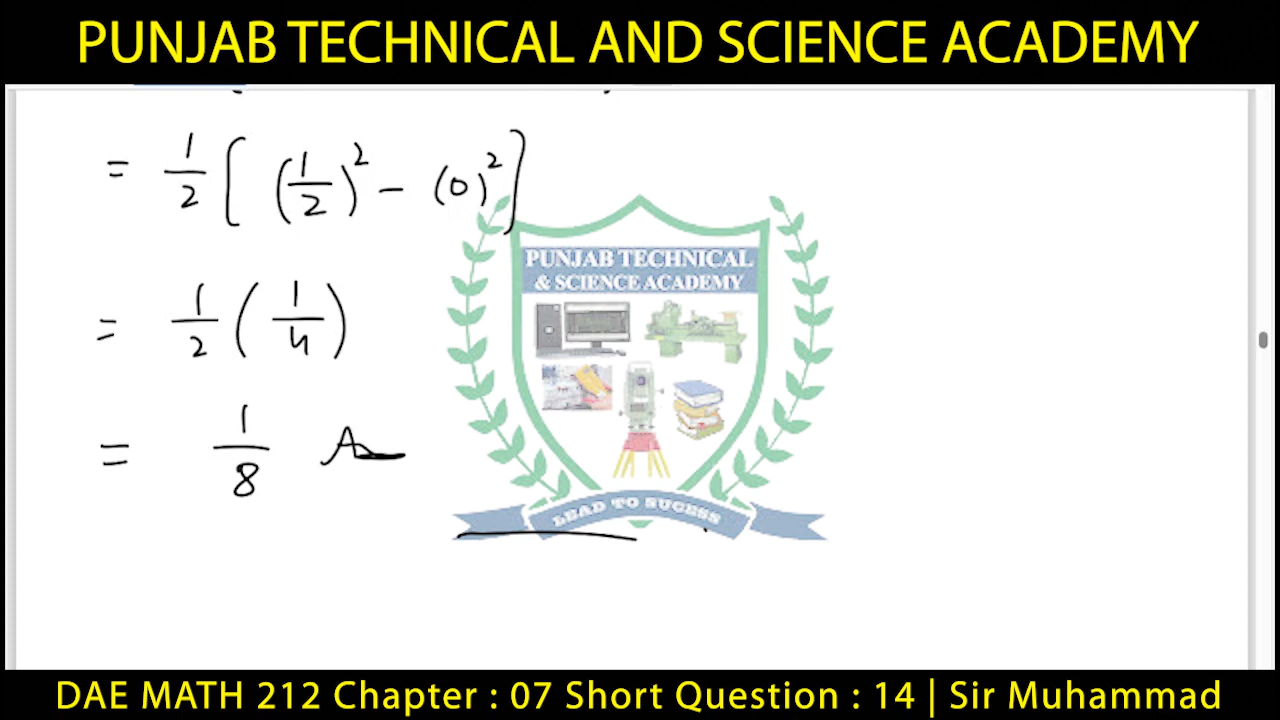 PUNJAB TECHNICAL AND SCIENCE ACADEMY
= 1/2 [ (1/2)² - (0)² ]
PUNJAB TECHNICAL
& SCIENCE ACADEMY
= 1/2 ( 1/4 )
= 1/8 A
LEAD TO SUCESS
DAE MATH 212 Chapter : 07 Short Question : 14 | Sir Muhammad